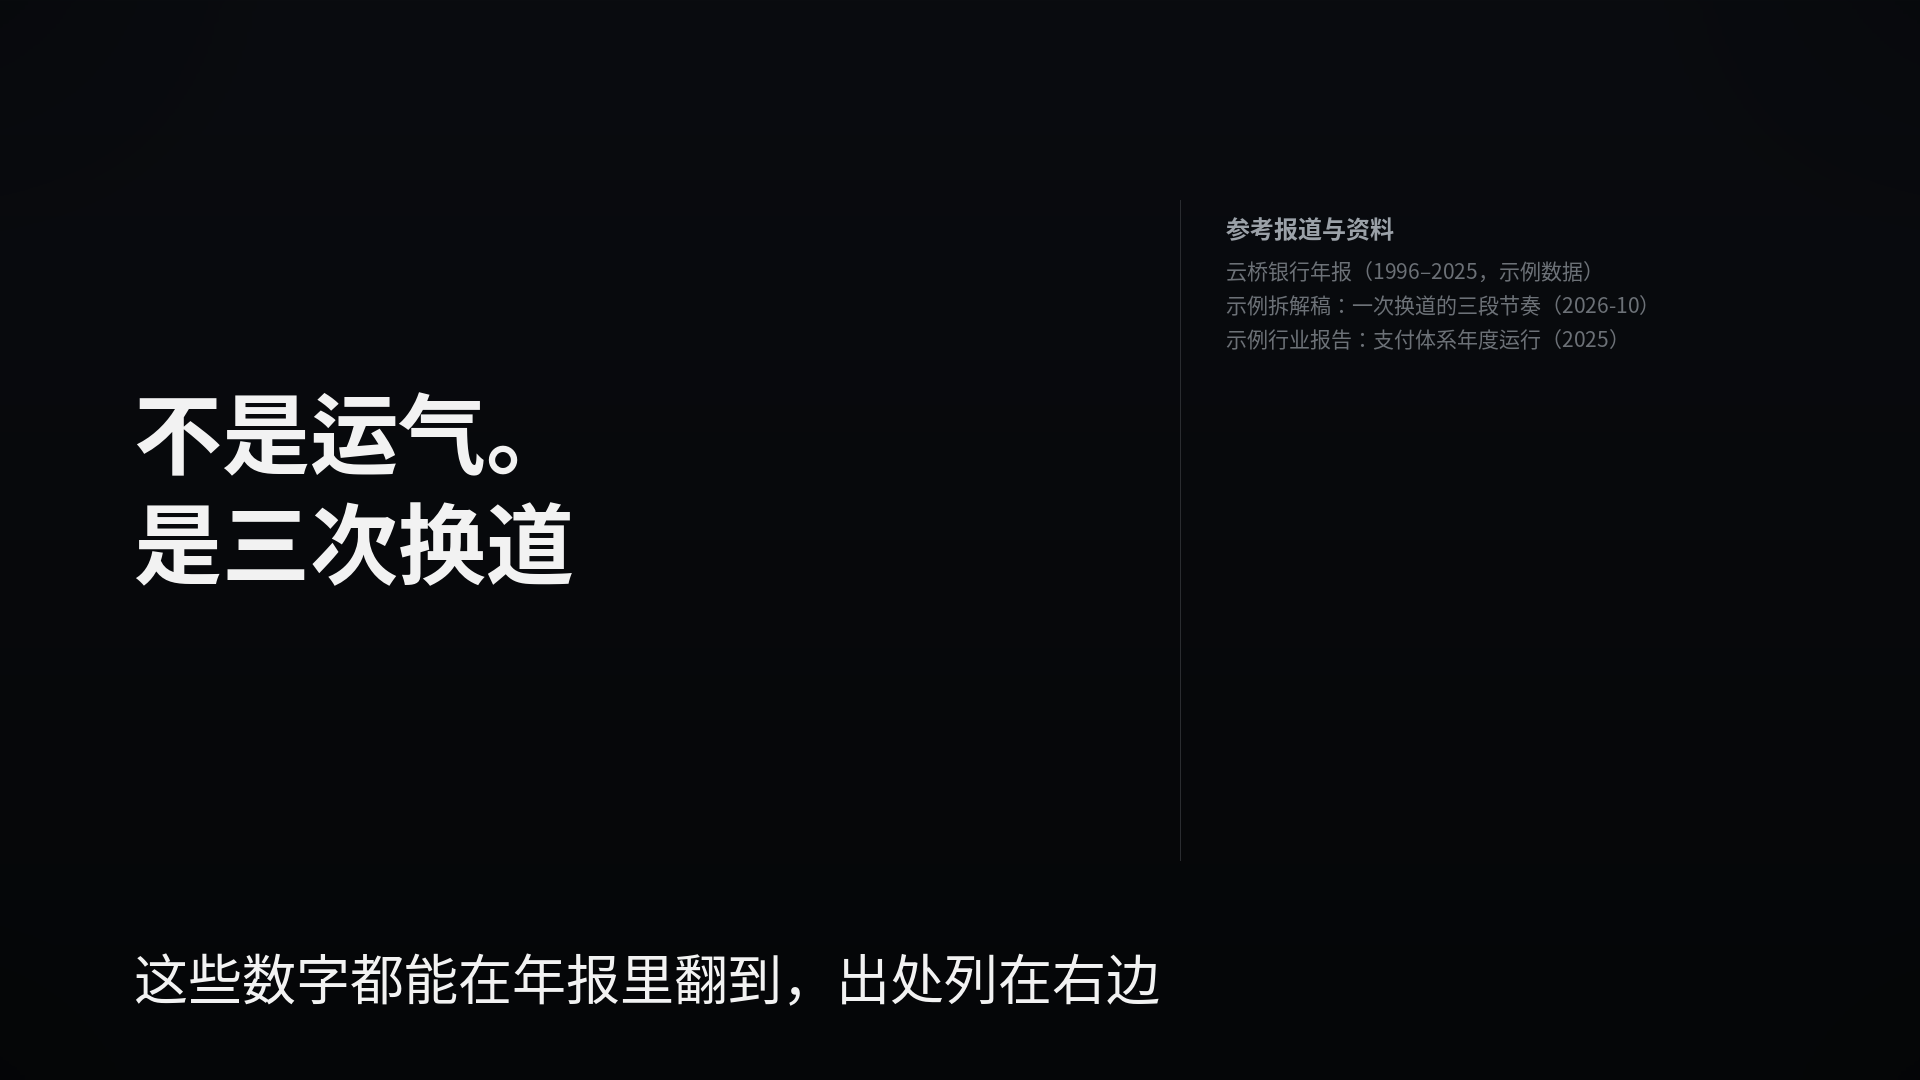 不是运气。
是三次换道
参考报道与资料
云桥银行年报（1996–2025，示例数据）
示例拆解稿：一次换道的三段节奏（2026-10）
示例行业报告：支付体系年度运行（2025）
这些数字都能在年报里翻到，出处列在右边